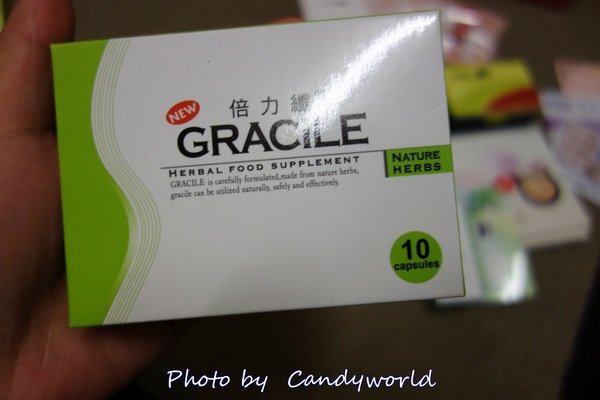 NEW
倍力纖
GRACILE
HERBAL FOOD SUPPLEMENT
NATURE
HERBS
GRACILE is carefully formulated,made from nature herbs,
gracile can be utilized naturally, safely and effectively.
10
capsules
Photo by Candyworld